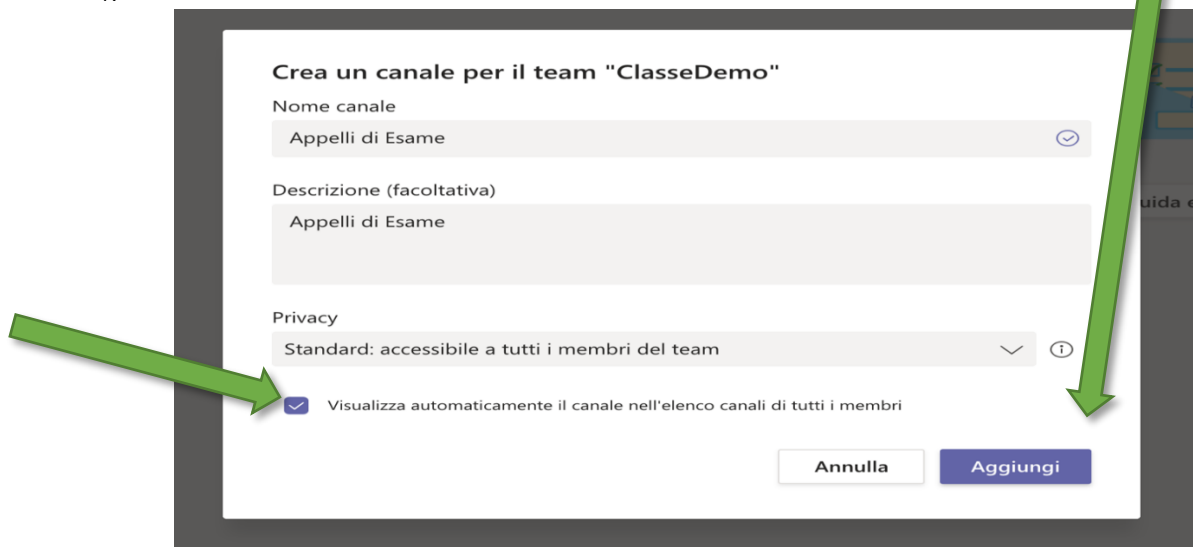 Crea un canale per il team "ClasseDemo"
Nome canale
Appelli di Esame
Descrizione (facoltativa)
Appelli di Esame
uida e
Privacy
Standard: accessibile a tutti i membri del team
Visualizza automaticamente il canale nell'elenco canali di tutti i membri
Annulla Aggiungi